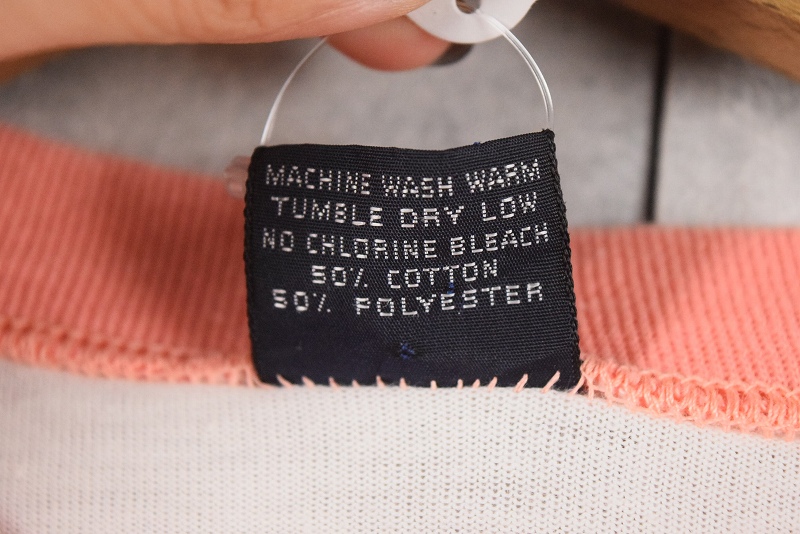 MACHINE WASH WARM
TUMBLE DRY LOW
NO CHLORINE BLEACH
50% COTTON
50% POLYESTER